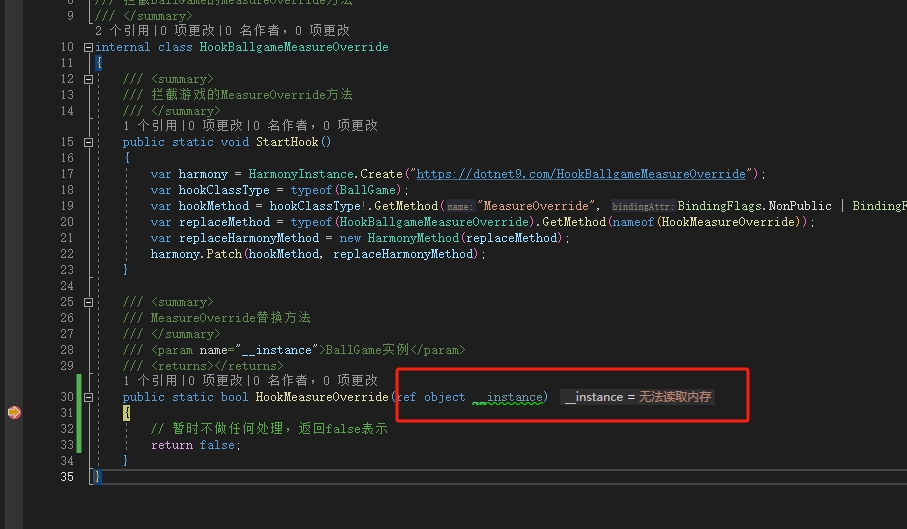 8 /// 拦截BallGame的MeasureOverride方法
9 /// </summary>
2 个引用|0 项更改|0 名作者，0 项更改
10 internal class HookBallgameMeasureOverride
11 {
12 /// <summary>
13 /// 拦截游戏的MeasureOverride方法
14 /// </summary>
1 个引用|0 项更改|0 名作者，0 项更改
15 public static void StartHook()
16 {
17 var harmony = HarmonyInstance.Create("https://dotnet9.com/HookBallgameMeasureOverride");
18 var hookClassType = typeof(BallGame);
19 var hookMethod = hookClassType!.GetMethod(name:"MeasureOverride", bindingAttr:BindingFlags.NonPublic | BindingF
20 var replaceMethod = typeof(HookBallgameMeasureOverride).GetMethod(nameof(HookMeasureOverride));
21 var replaceHarmonyMethod = new HarmonyMethod(replaceMethod);
22 harmony.Patch(hookMethod, replaceHarmonyMethod);
23 }
24
25 /// <summary>
26 /// MeasureOverride替换方法
27 /// </summary>
28 /// <param name="__instance">BallGame实例</param>
29 /// <returns></returns>
1 个引用|0 项更改|0 名作者，0 项更改
30 public static bool HookMeasureOverride(ref object __instance) __instance = 无法读取内存
31 {
32 // 暂时不做任何处理，返回false表示
33 return false;
34 }
35 }